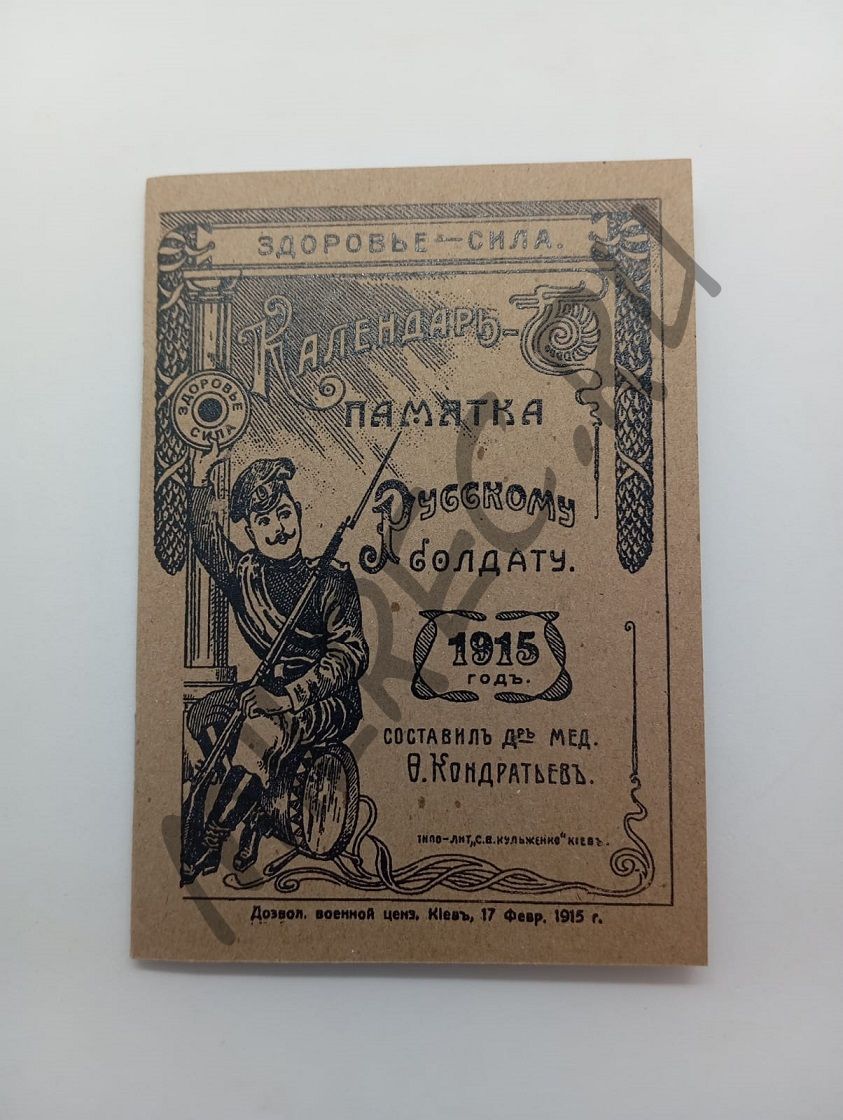 ЗДОРОВЬЕ — СИЛА.
КАЛЕНДАРЬ-
ЗДОРОВЬЕ
СИЛА
ПАМЯТКА
РУССКОМУ
СОЛДАТУ.
1915
ГОДЪ.
СОСТАВИЛЪ ДРЪ МЕД.
Ѳ. КОНДРАТЬЕВЪ.
ТИПО-ЛИТ „С.В. КУЛЬЖЕНКО" КІЕВЪ.
Дозвол. военной ценз, Кіевъ, 17 Февр. 1915 г.